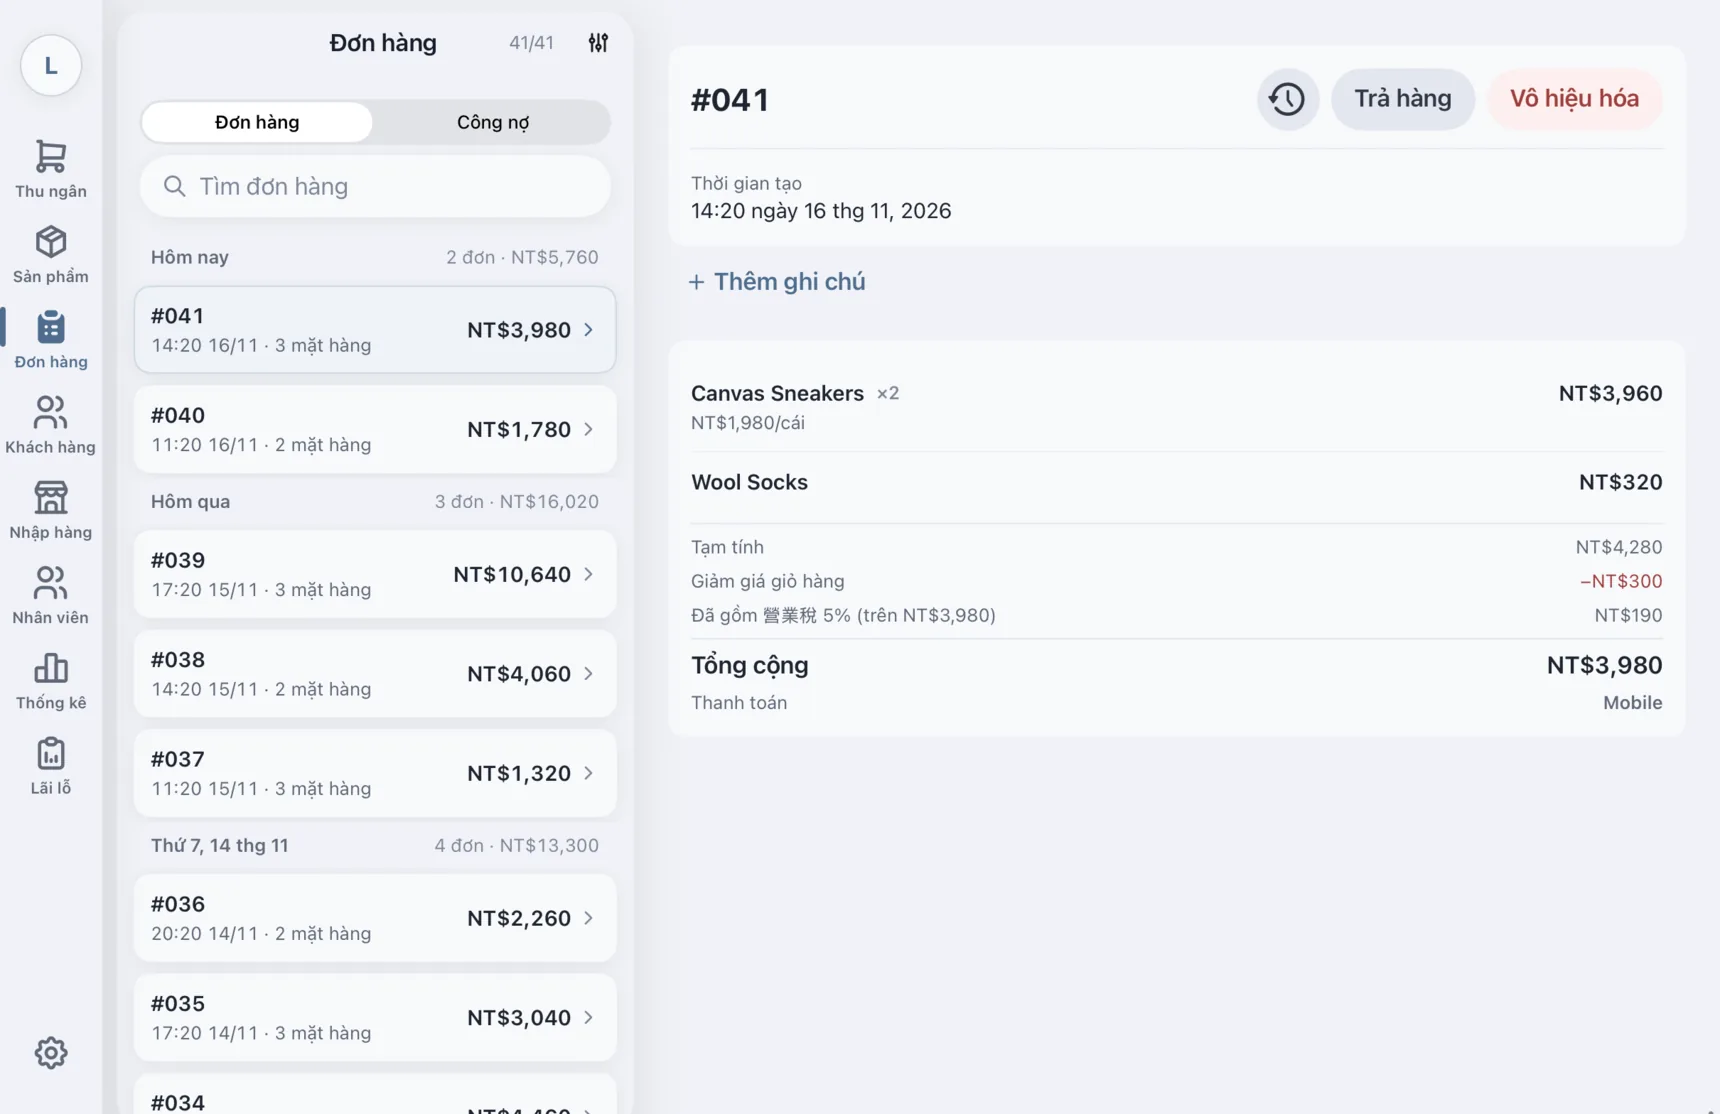 L
Thu ngân
Sản phẩm
Đơn hàng
Khách hàng
Nhập hàng
Nhân viên
Thống kê
Lãi lỗ
Đơn hàng 41/41
Đơn hàng Công nợ
Tìm đơn hàng
Hôm nay 2 đơn · NT$5,760
#041
14:20 16/11 · 3 mặt hàng NT$3,980
#040
11:20 16/11 · 2 mặt hàng NT$1,780
Hôm qua 3 đơn · NT$16,020
#039
17:20 15/11 · 3 mặt hàng NT$10,640
#038
14:20 15/11 · 2 mặt hàng NT$4,060
#037
11:20 15/11 · 3 mặt hàng NT$1,320
Thứ 7, 14 thg 11 4 đơn · NT$13,300
#036
20:20 14/11 · 2 mặt hàng NT$2,260
#035
17:20 14/11 · 3 mặt hàng NT$3,040
#034
#041 Trả hàng Vô hiệu hóa
Thời gian tạo
14:20 ngày 16 thg 11, 2026
+ Thêm ghi chú
Canvas Sneakers ×2 NT$3,960
NT$1,980/cái
Wool Socks NT$320
Tạm tính NT$4,280
Giảm giá giỏ hàng −NT$300
Đã gồm 營業稅 5% (trên NT$3,980) NT$190
Tổng cộng NT$3,980
Thanh toán Mobile